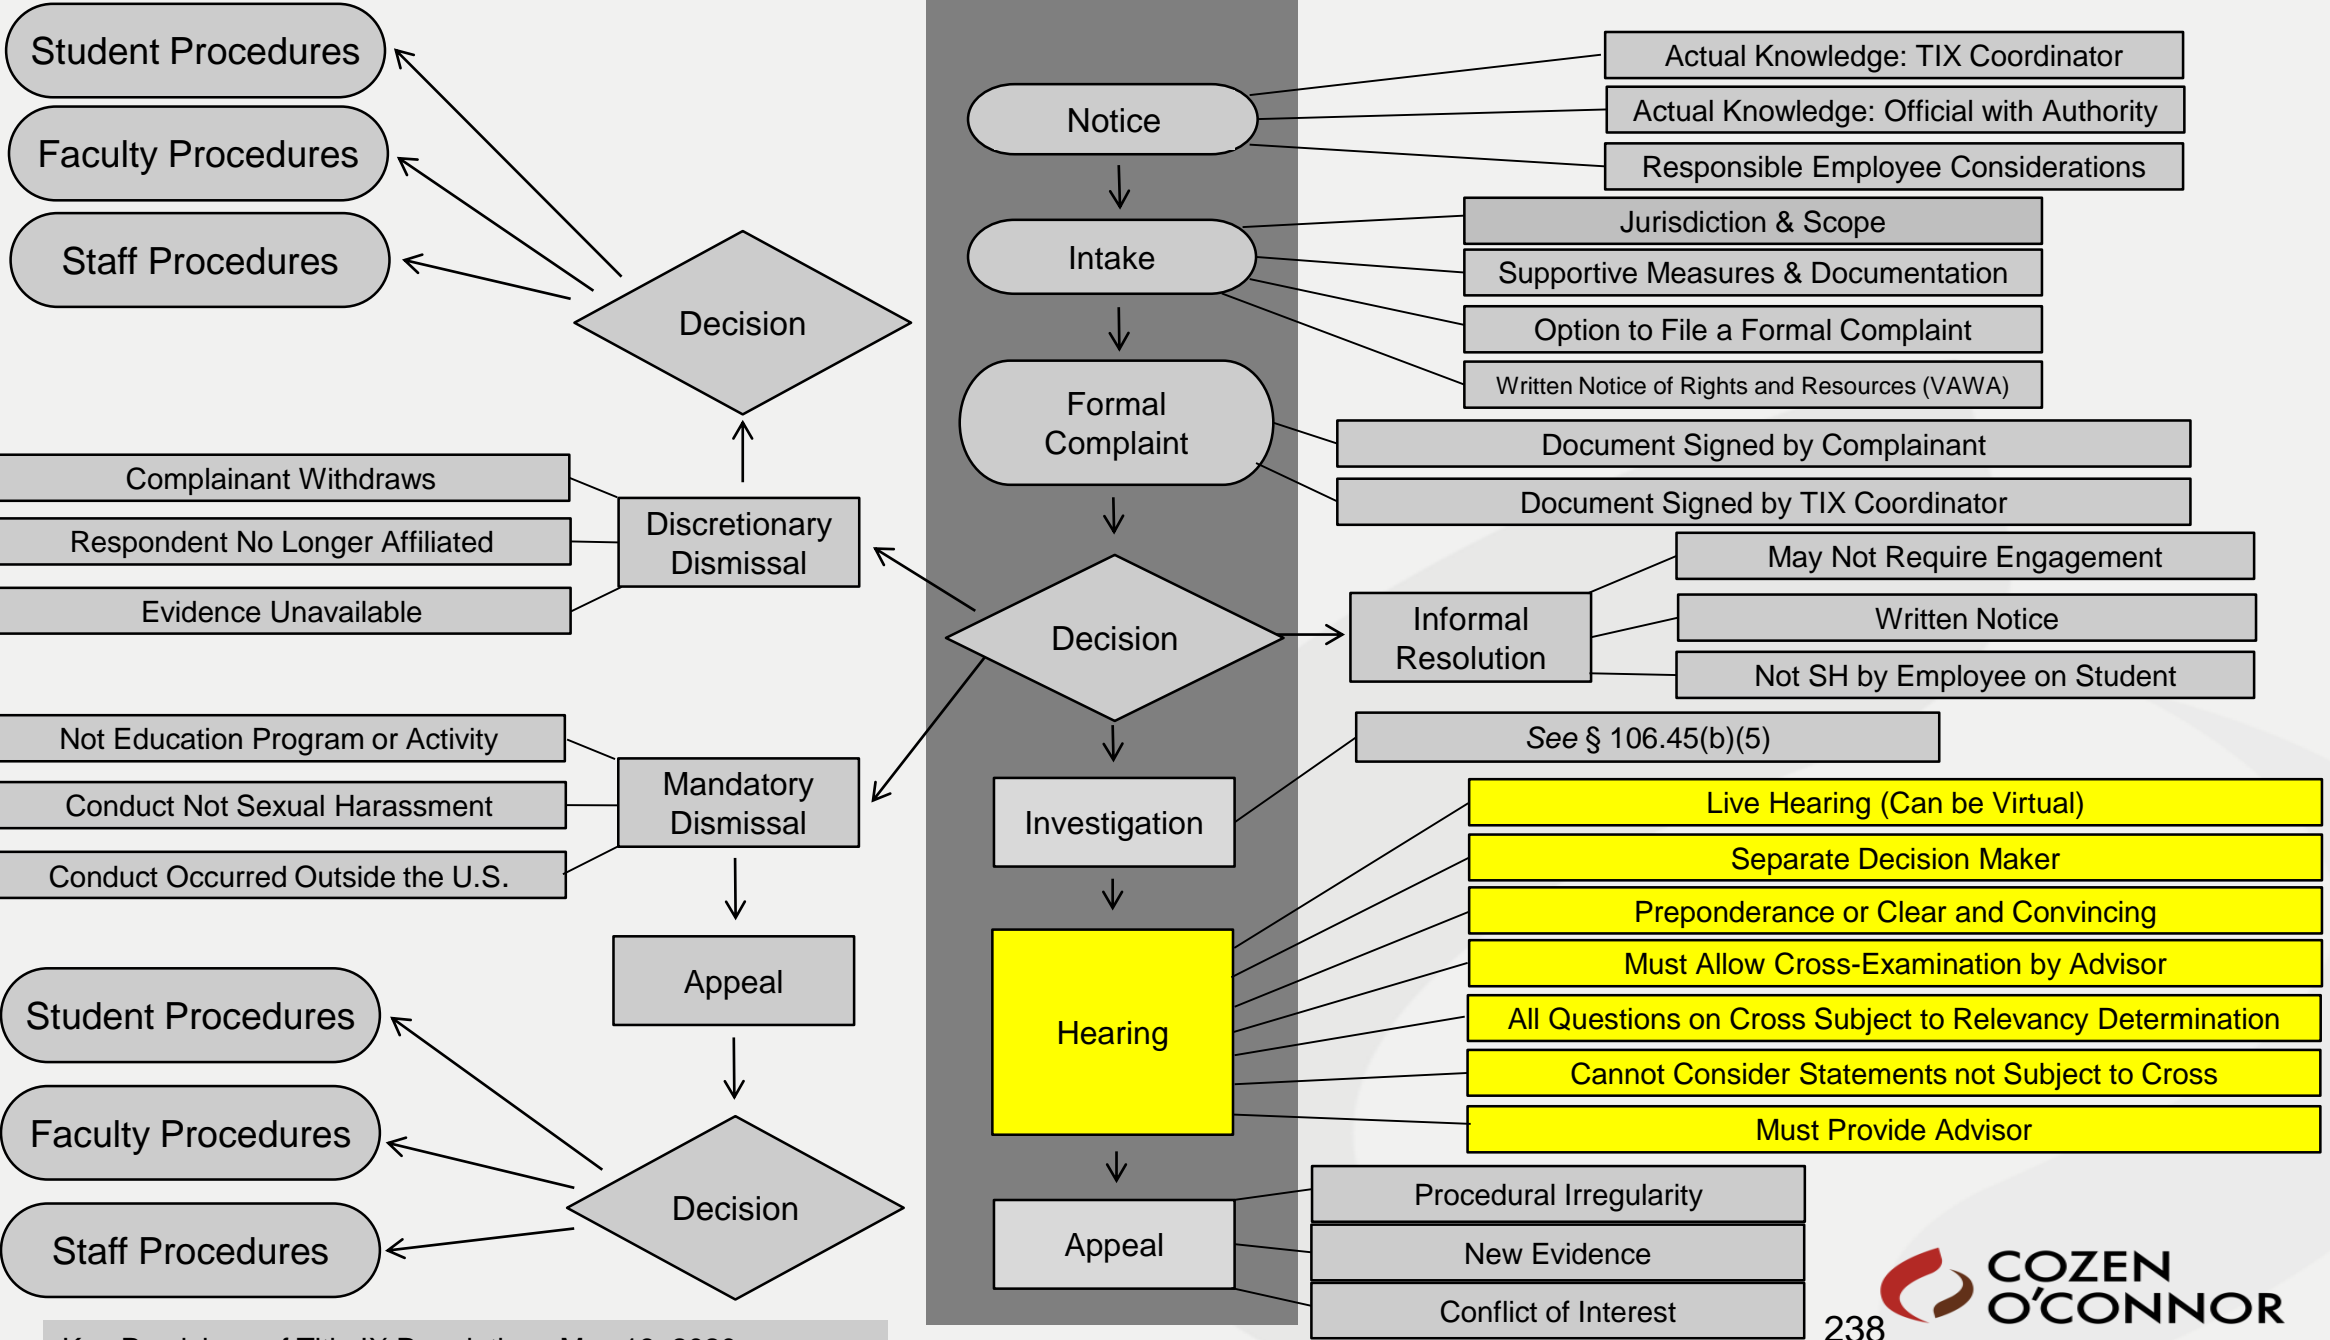 Student Procedures
Faculty Procedures
Staff Procedures
Decision
Complainant Withdraws
Respondent No Longer Affiliated
Evidence Unavailable
Discretionary
Dismissal
Not Education Program or Activity
Conduct Not Sexual Harassment
Conduct Occurred Outside the U.S.
Mandatory
Dismissal
Appeal
Student Procedures
Faculty Procedures
Staff Procedures
Decision
Notice
Actual Knowledge: TIX Coordinator
Actual Knowledge: Official with Authority
Responsible Employee Considerations
Intake
Jurisdiction & Scope
Supportive Measures & Documentation
Option to File a Formal Complaint
Written Notice of Rights and Resources (VAWA)
Formal
Complaint
Document Signed by Complainant
Document Signed by TIX Coordinator
Decision
Informal
Resolution
May Not Require Engagement
Written Notice
Not SH by Employee on Student
Investigation
See § 106.45(b)(5)
Hearing
Live Hearing (Can be Virtual)
Separate Decision Maker
Preponderance or Clear and Convincing
Must Allow Cross-Examination by Advisor
All Questions on Cross Subject to Relevancy Determination
Cannot Consider Statements not Subject to Cross
Must Provide Advisor
Appeal
Procedural Irregularity
New Evidence
Conflict of Interest
238
COZEN
O'CONNOR